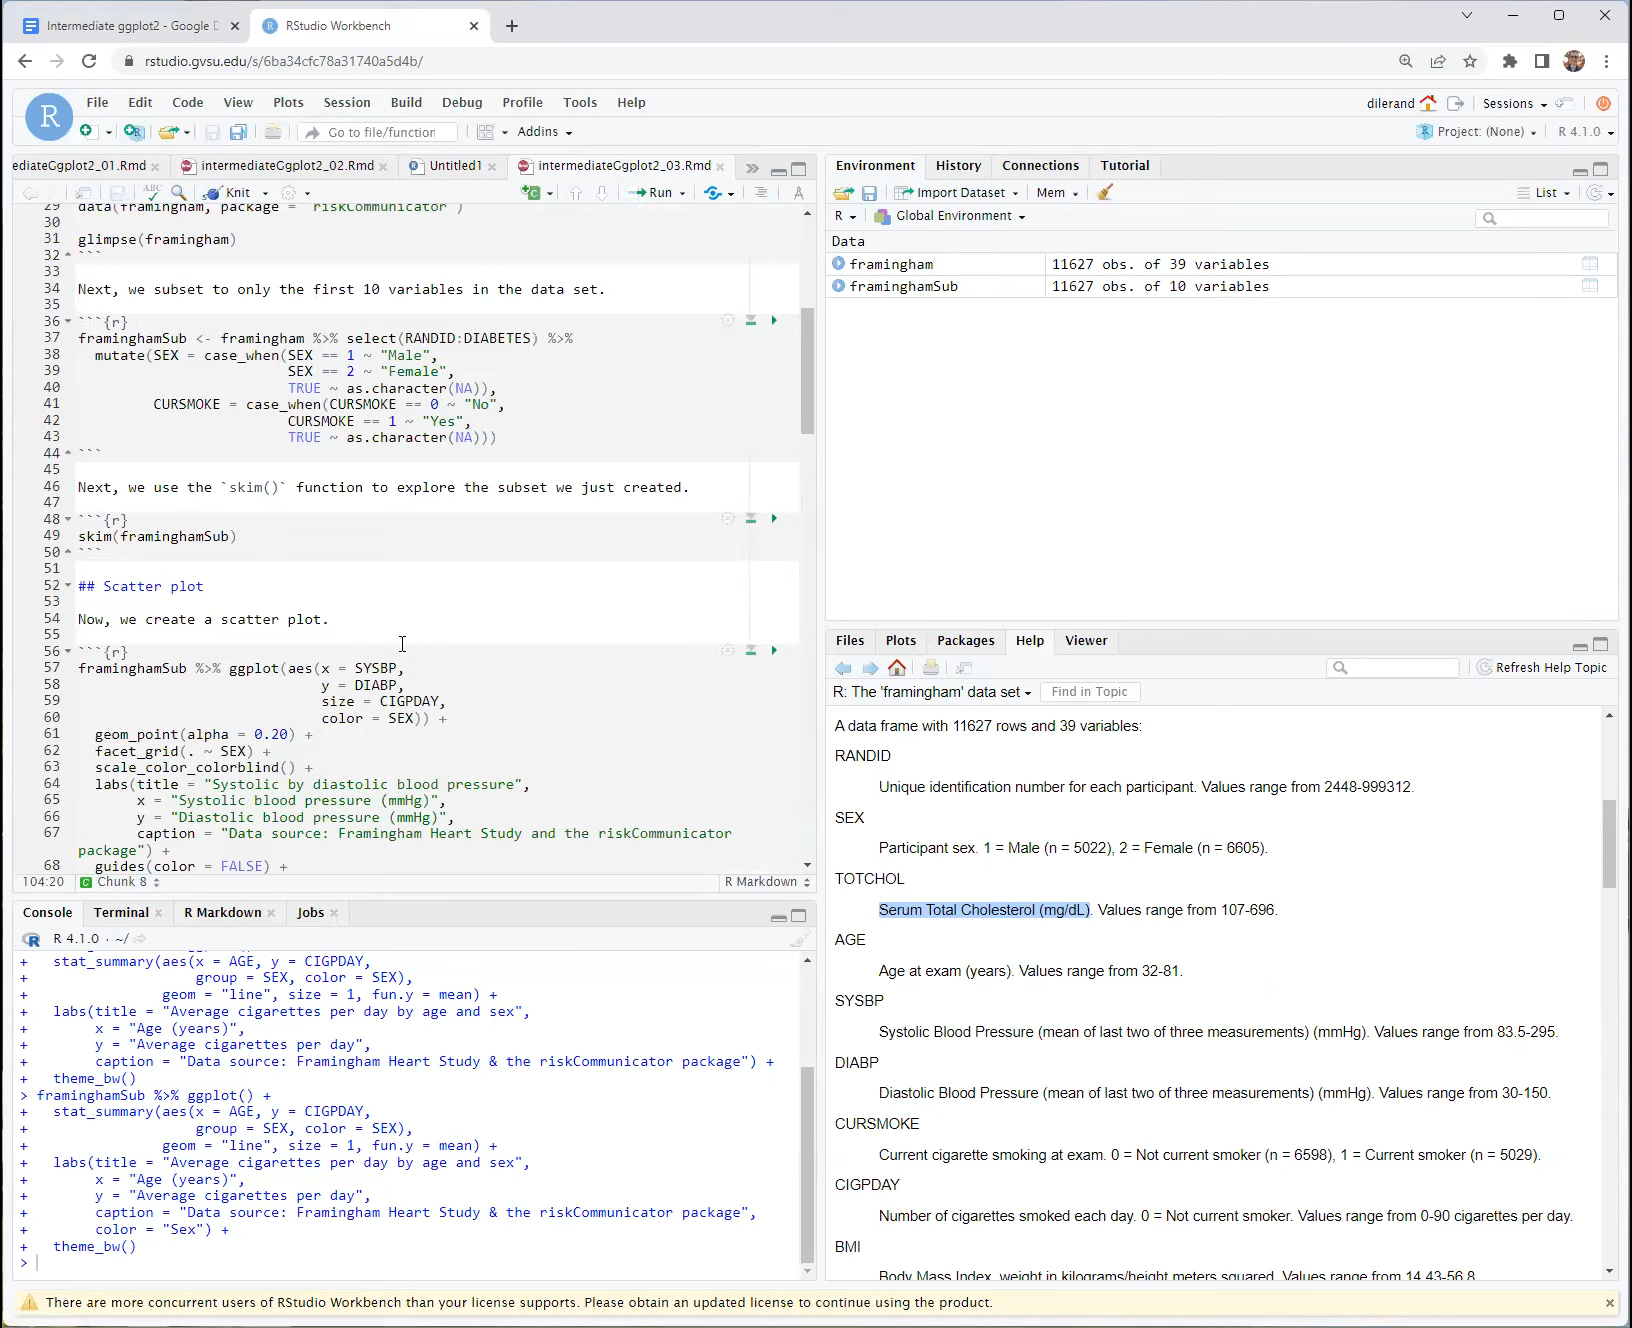 Intermediate ggplot2 - Google D
RStudio Workbench
rstudio.gvsu.edu/s/6ba34cfc78a31740a5d4b/
R
File Edit Code View Plots Session Build Debug Profile Tools Help
dilerand
Sessions
Go to file/function
Addins
Project: (None)
R 4.1.0
ediateGgplot2_01.Rmd
intermediateGgplot2_02.Rmd
Untitled1
intermediateGgplot2_03.Rmd
ABC
Knit
Run
29 data(framingham, package = "riskCommunicator")
30
31 glimpse(framingham)
32 ```
33
34 Next, we subset to only the first 10 variables in the data set.
35
36 ```{r}
37 framinghamSub <- framingham %>% select(RANDID:DIABETES) %>%
38 mutate(SEX = case_when(SEX == 1 ~ "Male",
39 SEX == 2 ~ "Female",
40 TRUE ~ as.character(NA)),
41 CURSMOKE = case_when(CURSMOKE == 0 ~ "No",
42 CURSMOKE == 1 ~ "Yes",
43 TRUE ~ as.character(NA)))
44 ```
45
46 Next, we use the `skim()` function to explore the subset we just created.
47
48 ```{r}
49 skim(framinghamSub)
50 ```
51
52 ## Scatter plot
53
54 Now, we create a scatter plot.
55
56 ```{r}
57 framinghamSub %>% ggplot(aes(x = SYSBP,
58 y = DIABP,
59 size = CIGPDAY,
60 color = SEX)) +
61 geom_point(alpha = 0.20) +
62 facet_grid(. ~ SEX) +
63 scale_color_colorblind() +
64 labs(title = "Systolic by diastolic blood pressure",
65 x = "Systolic blood pressure (mmHg)",
66 y = "Diastolic blood pressure (mmHg)",
67 caption = "Data source: Framingham Heart Study and the riskCommunicator
package") +
68 guides(color = FALSE) +
104:20 Chunk 8
R Markdown
Console Terminal R Markdown Jobs
R 4.1.0 · ~/
+ stat_summary(aes(x = AGE, y = CIGPDAY,
+ group = SEX, color = SEX),
+ geom = "line", size = 1, fun.y = mean) +
+ labs(title = "Average cigarettes per day by age and sex",
+ x = "Age (years)",
+ y = "Average cigarettes per day",
+ caption = "Data source: Framingham Heart Study & the riskCommunicator package") +
+ theme_bw()
> framinghamSub %>% ggplot() +
+ stat_summary(aes(x = AGE, y = CIGPDAY,
+ group = SEX, color = SEX),
+ geom = "line", size = 1, fun.y = mean) +
+ labs(title = "Average cigarettes per day by age and sex",
+ x = "Age (years)",
+ y = "Average cigarettes per day",
+ caption = "Data source: Framingham Heart Study & the riskCommunicator package",
+ color = "Sex") +
+ theme_bw()
>
Environment History Connections Tutorial
Import Dataset
Mem
List
R
Global Environment
Data
framingham 11627 obs. of 39 variables
framinghamSub 11627 obs. of 10 variables
Files Plots Packages Help Viewer
Refresh Help Topic
R: The 'framingham' data set
Find in Topic
A data frame with 11627 rows and 39 variables:
RANDID
Unique identification number for each participant. Values range from 2448-999312.
SEX
Participant sex. 1 = Male (n = 5022), 2 = Female (n = 6605).
TOTCHOL
Serum Total Cholesterol (mg/dL). Values range from 107-696.
AGE
Age at exam (years). Values range from 32-81.
SYSBP
Systolic Blood Pressure (mean of last two of three measurements) (mmHg). Values range from 83.5-295.
DIABP
Diastolic Blood Pressure (mean of last two of three measurements) (mmHg). Values range from 30-150.
CURSMOKE
Current cigarette smoking at exam. 0 = Not current smoker (n = 6598), 1 = Current smoker (n = 5029).
CIGPDAY
Number of cigarettes smoked each day. 0 = Not current smoker. Values range from 0-90 cigarettes per day.
BMI
Body Mass Index, weight in kilograms/height meters squared. Values range from 14.43-56.8
There are more concurrent users of RStudio Workbench than your license supports. Please obtain an updated license to continue using the product.